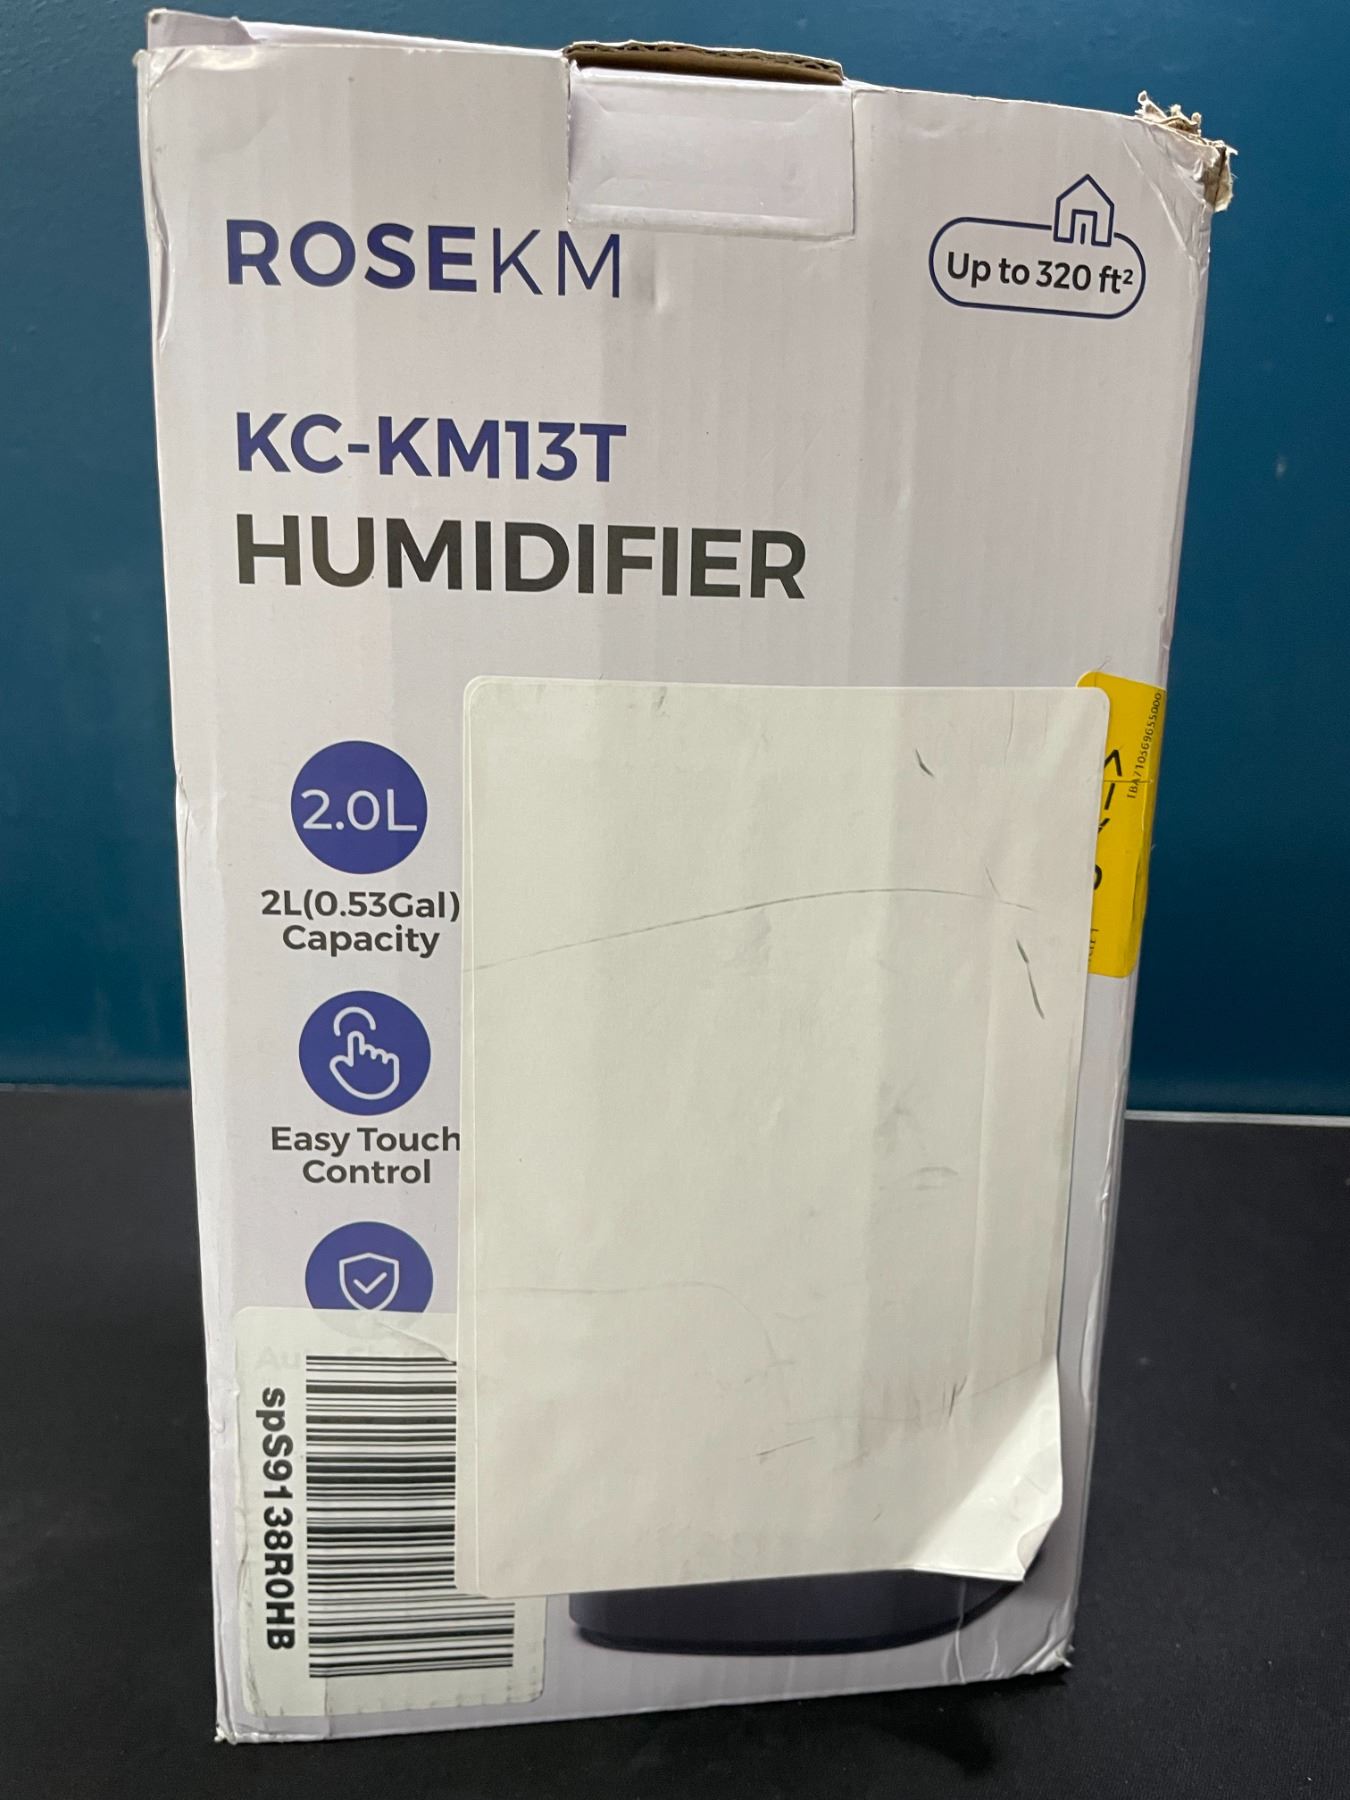 ROSEKM
Up to 320 ft²
KC-KM13T
HUMIDIFIER
2.0L
2L(0.53Gal)
Capacity
Easy Touch
Control
spS9138R0HB